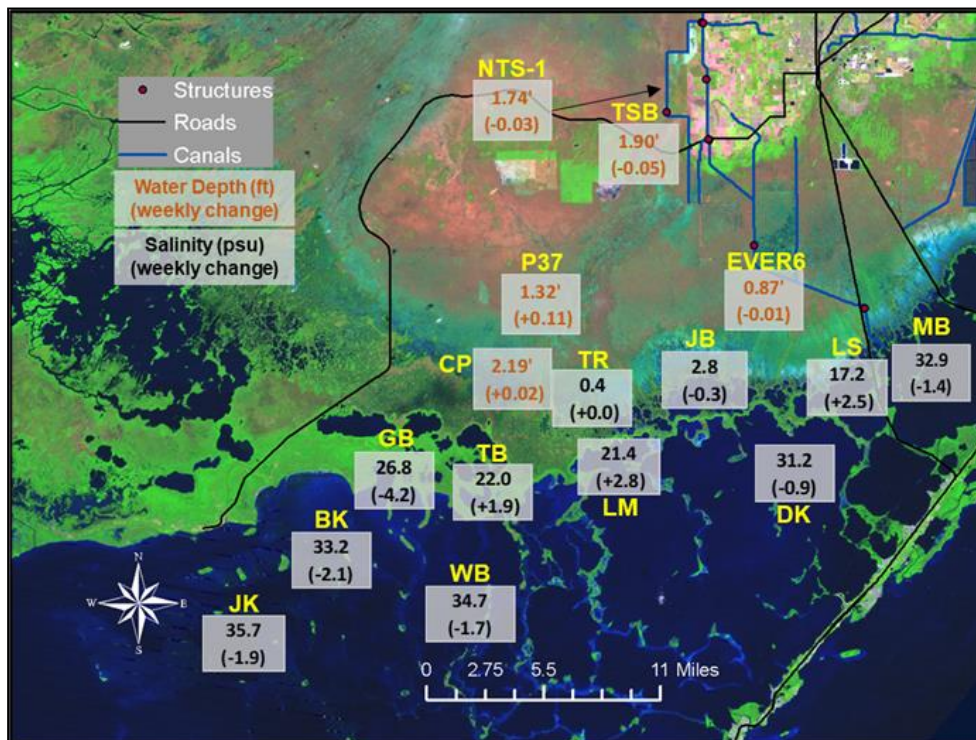 NTS-1
1.74'
(-0.03)
TSB
1.90'
(-0.05)
Structures
Roads
Canals
Water Depth (ft)
(weekly change)
Salinity (psu)
(weekly change)
P37
1.32'
(+0.11)
EVER6
0.87'
(-0.01)
CP
2.19'
(+0.02)
TR
0.4
(+0.0)
JB
2.8
(-0.3)
LS
17.2
(+2.5)
MB
32.9
(-1.4)
GB
26.8
(-4.2)
TB
22.0
(+1.9)
21.4
(+2.8)
LM
31.2
(-0.9)
DK
BK
33.2
(-2.1)
WB
34.7
(-1.7)
JK
35.7
(-1.9)
N
W E
S
0 2.75 5.5 11 Miles